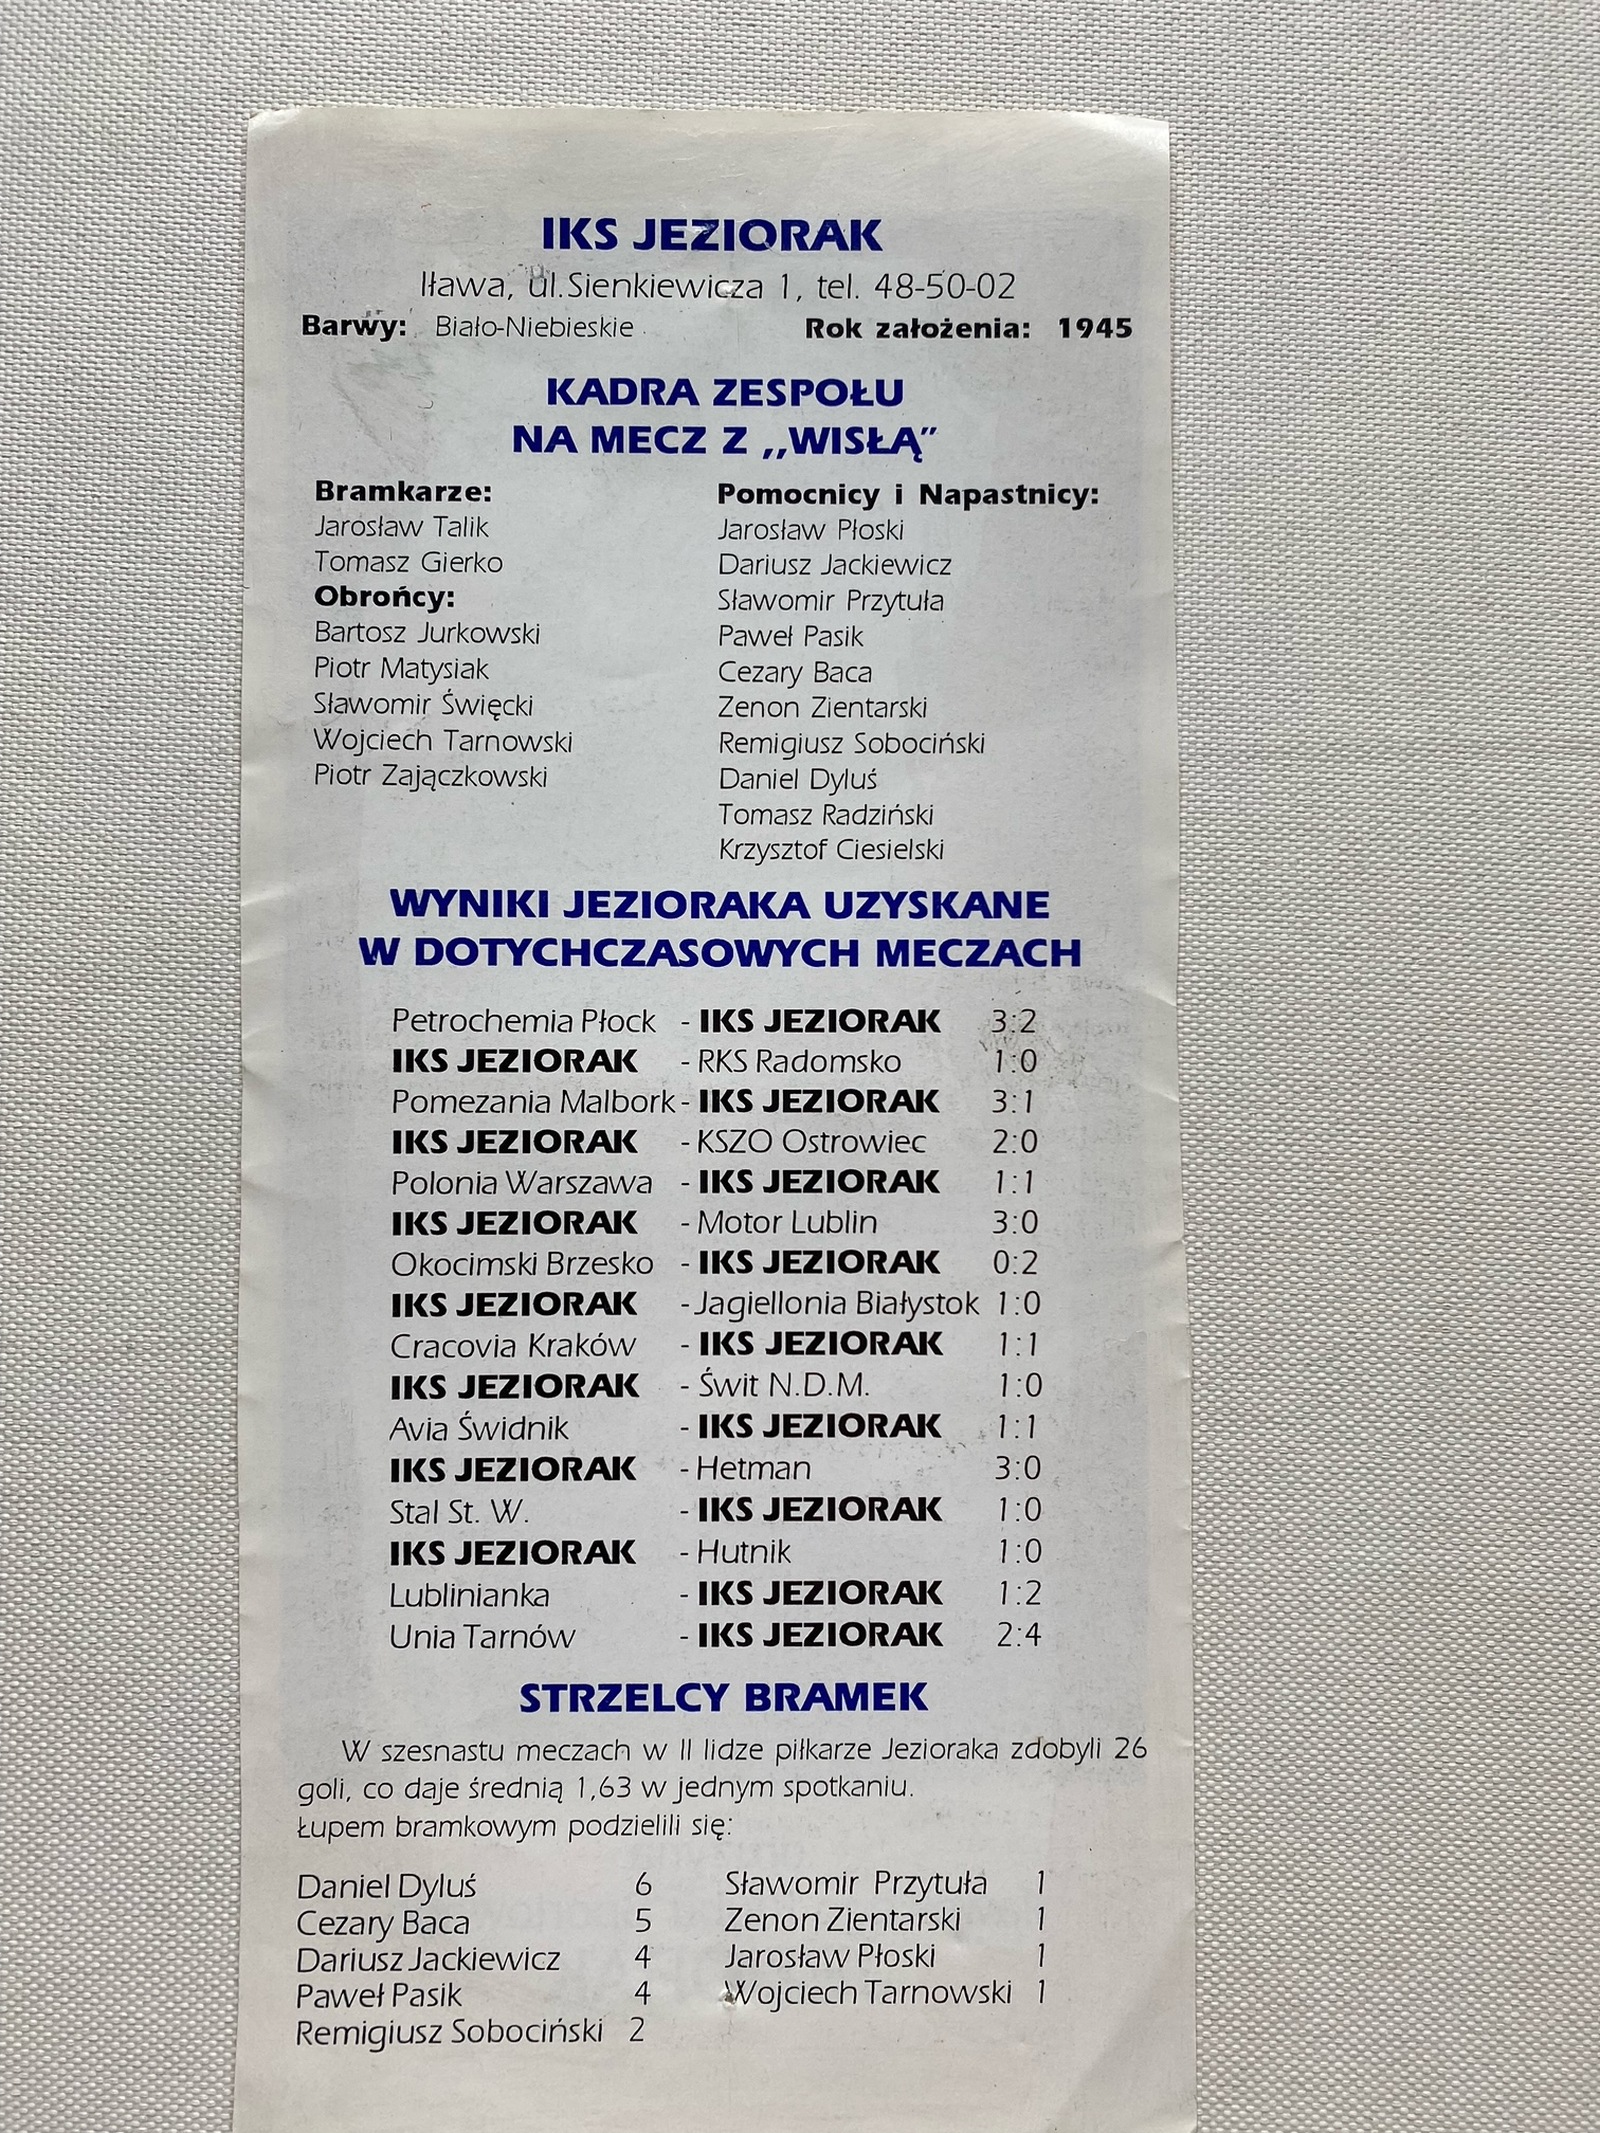 IKS JEZIORAK
Iława, ul.Sienkiewicza 1, tel. 48-50-02
Barwy: Biało-Niebieskie Rok założenia: 1945
KADRA ZESPOŁU
NA MECZ Z ,,WISŁĄ"
Bramkarze:
Jarosław Talik
Tomasz Gierko
Obrońcy:
Bartosz Jurkowski
Piotr Matysiak
Sławomir Święcki
Wojciech Tarnowski
Piotr Zajączkowski
Pomocnicy i Napastnicy:
Jarosław Płoski
Dariusz Jackiewicz
Sławomir Przytuła
Paweł Pasik
Cezary Baca
Zenon Zientarski
Remigiusz Sobociński
Daniel Dyluś
Tomasz Radziński
Krzysztof Ciesielski
WYNIKI JEZIORAKA UZYSKANE
W DOTYCHCZASOWYCH MECZACH
Petrochemia Płock - IKS JEZIORAK 3:2
IKS JEZIORAK - RKS Radomsko 1:0
Pomezania Malbork - IKS JEZIORAK 3:1
IKS JEZIORAK - KSZO Ostrowiec 2:0
Polonia Warszawa - IKS JEZIORAK 1:1
IKS JEZIORAK - Motor Lublin 3:0
Okocimski Brzesko - IKS JEZIORAK 0:2
IKS JEZIORAK - Jagiellonia Białystok 1:0
Cracovia Kraków - IKS JEZIORAK 1:1
IKS JEZIORAK - Świt N.D.M. 1:0
Avia Świdnik - IKS JEZIORAK 1:1
IKS JEZIORAK - Hetman 3:0
Stal St. W. - IKS JEZIORAK 1:0
IKS JEZIORAK - Hutnik 1:0
Lublinianka - IKS JEZIORAK 1:2
Unia Tarnów - IKS JEZIORAK 2:4
STRZELCY BRAMEK
W szesnastu meczach w II lidze piłkarze Jezioraka zdobyli 26
goli, co daje średnią 1,63 w jednym spotkaniu.
Łupem bramkowym podzielili się:
Daniel Dyluś 6
Cezary Baca 5
Dariusz Jackiewicz 4
Paweł Pasik 4
Remigiusz Sobociński 2
Sławomir Przytuła 1
Zenon Zientarski 1
Jarosław Płoski 1
Wojciech Tarnowski 1